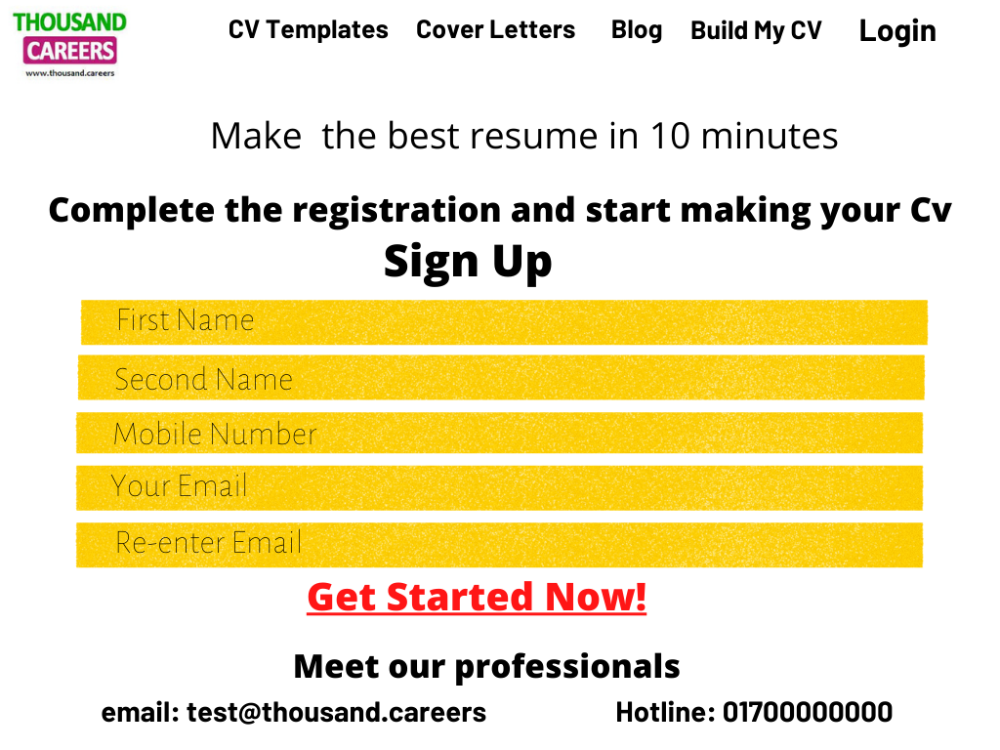 THOUSAND
CAREERS
www.thousand.careers
CV Templates Cover Letters Blog Build My CV Login
Make the best resume in 10 minutes
Complete the registration and start making your Cv
Sign Up
First Name
Second Name
Mobile Number
Your Email
Re-enter Email
Get Started Now!
Meet our professionals
email: test@thousand.careers Hotline: 01700000000